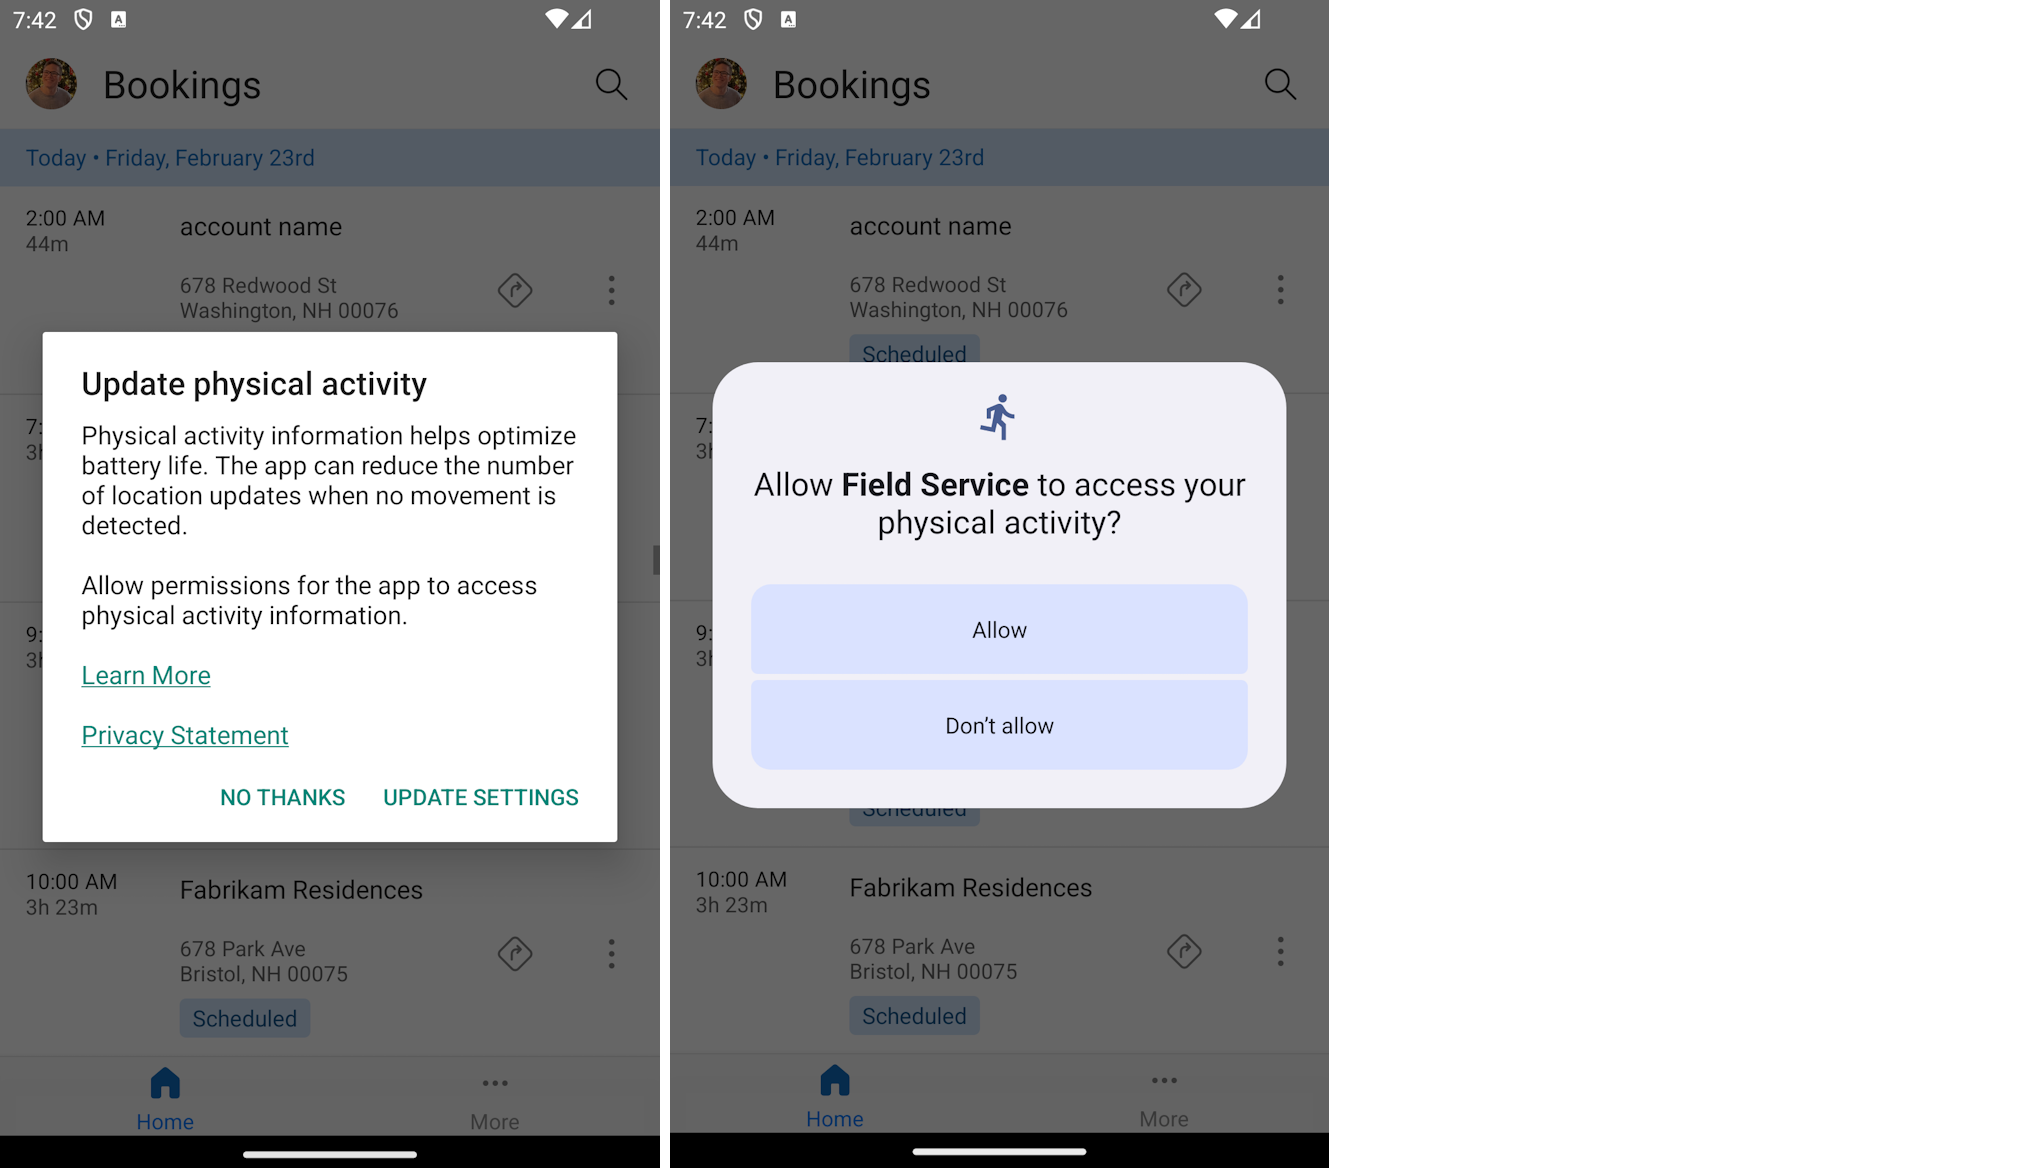 7:42
Bookings
Today • Friday, February 23rd
2:00 AM
44m
account name
678 Redwood St
Washington, NH 00076
7:
3h
Update physical activity
Physical activity information helps optimize
battery life. The app can reduce the number
of location updates when no movement is
detected.
Allow permissions for the app to access
physical activity information.
9:
3h
Learn More
Privacy Statement
NO THANKS
UPDATE SETTINGS
10:00 AM
3h 23m
Fabrikam Residences
678 Park Ave
Bristol, NH 00075
Scheduled
Home
More
7:42
Bookings
Today • Friday, February 23rd
2:00 AM
44m
account name
678 Redwood St
Washington, NH 00076
Scheduled
7:
3h
Allow Field Service to access your
physical activity?
9:
3h
Allow
Don't allow
Scheduled
10:00 AM
3h 23m
Fabrikam Residences
678 Park Ave
Bristol, NH 00075
Scheduled
Home
More